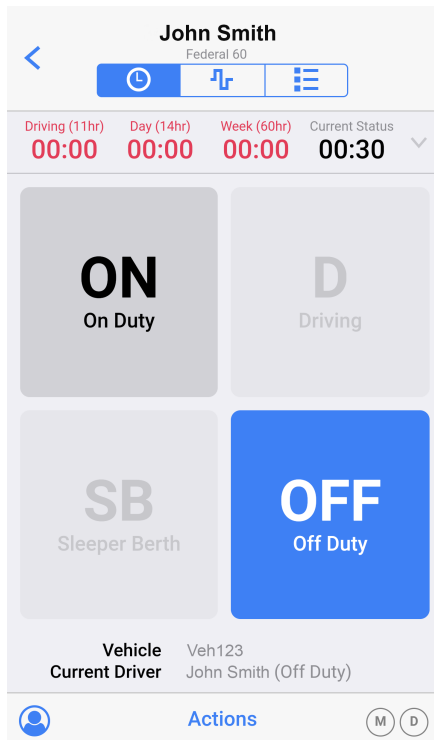 John Smith
Federal 60
Driving (11hr) Day (14hr) Week (60hr) Current Status
00:00 00:00 00:00 00:30
ON D
On Duty Driving
SB OFF
Sleeper Berth Off Duty
Vehicle Veh123
Current Driver John Smith (Off Duty)
Actions M D